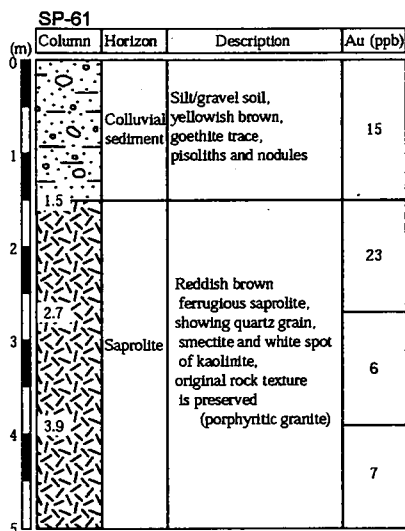 SP-61
(m) Column Horizon Description Au (ppb)
0
Colluvial sediment
Silt/gravel soil,
yellowish brown,
goethite trace,
pisoliths and nodules
15
1
1.5
2
23
2.7
Saprolite
Reddish brown
ferrugious saprolite,
showing quartz grain,
smectite and white spot
of kaolinite,
original rock texture
is preserved
(porphyritic granite)
3
6
3.9
4
7
5